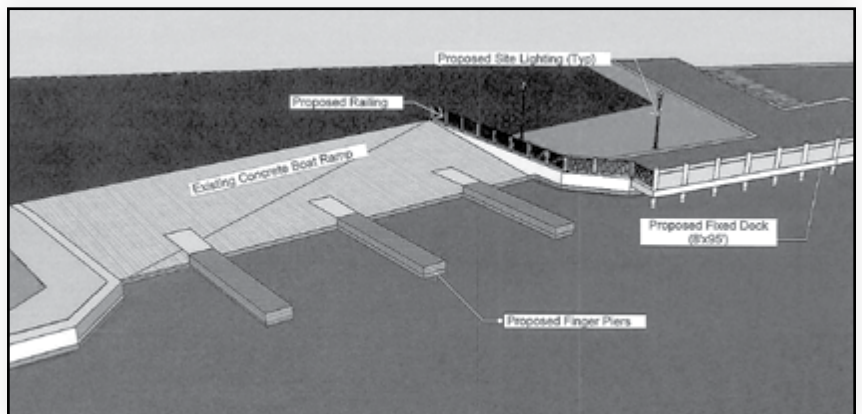 Proposed Site Lighting (Typ)
Proposed Railing
Existing Concrete Boat Ramp
Proposed Fixed Deck
(8'x95')
Proposed Finger Piers